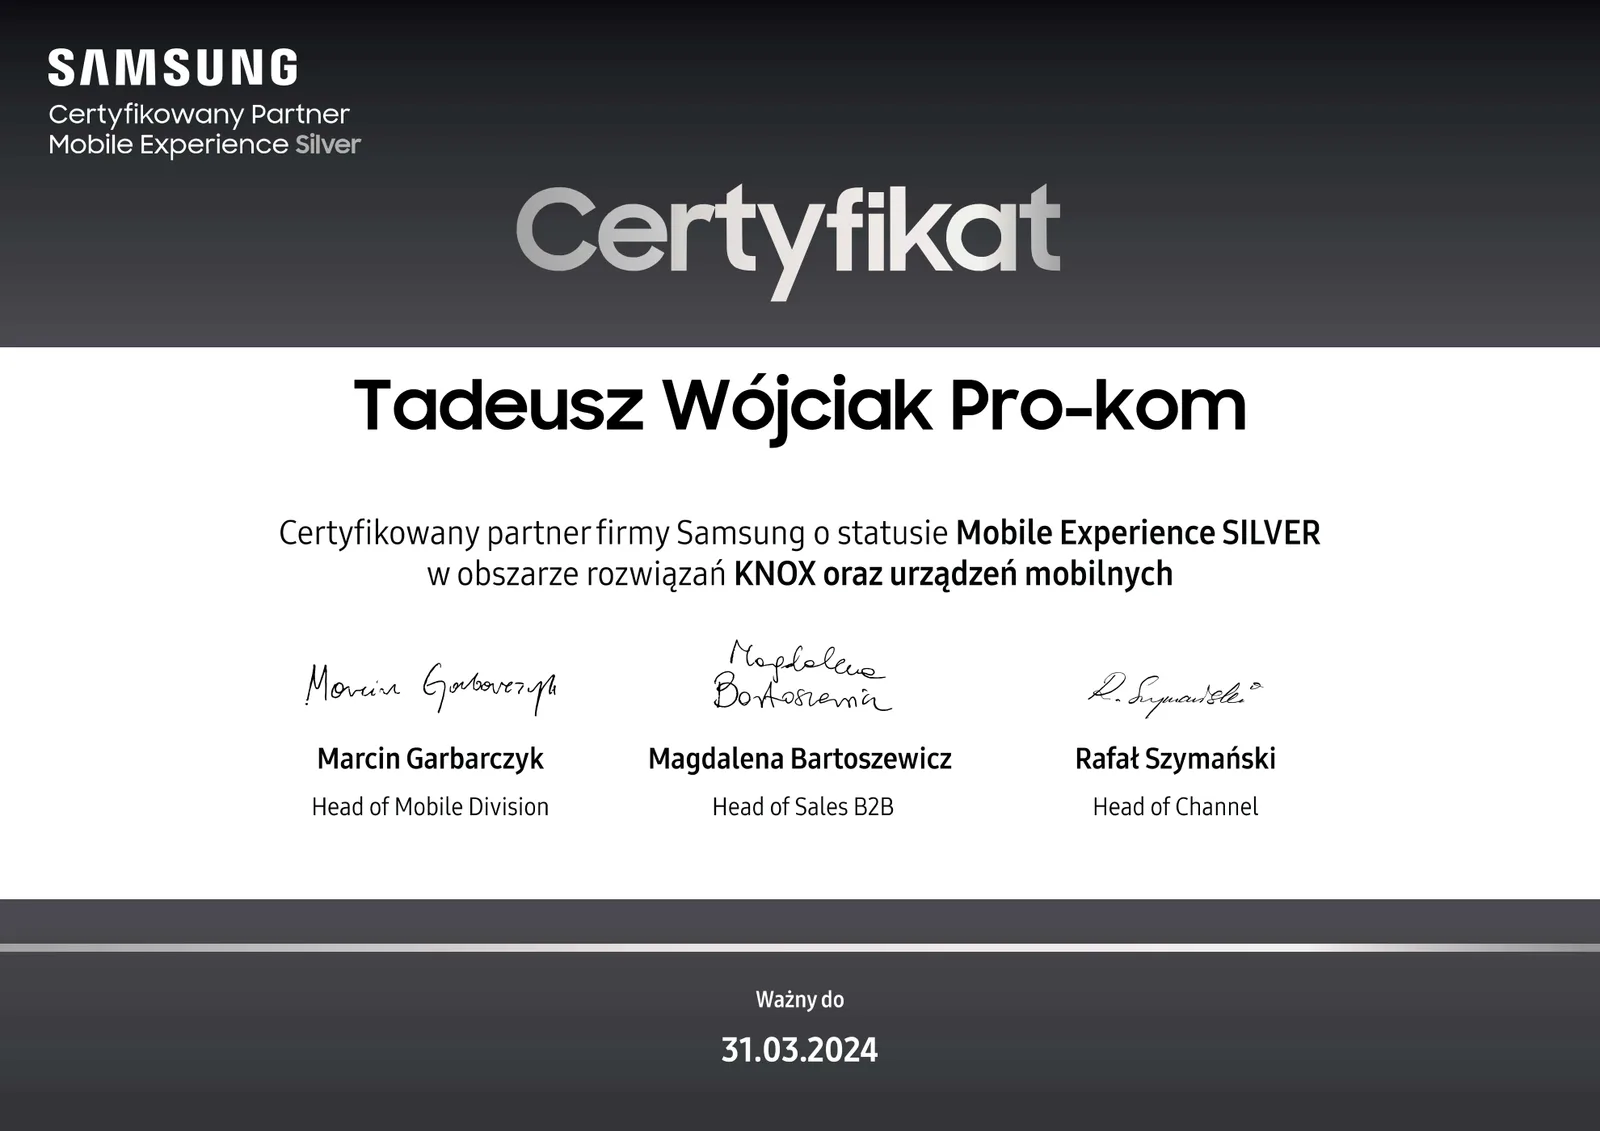 SAMSUNG
Certyfikowany Partner
Mobile Experience Silver
Certyfikat
Tadeusz Wójciak Pro-kom
Certyfikowany partner firmy Samsung o statusie Mobile Experience SILVER
w obszarze rozwiązań KNOX oraz urządzeń mobilnych
Marcin Garbarczyk
Magdalena
Bartoszewicz
R. Szymański
Marcin Garbarczyk
Magdalena Bartoszewicz
Rafał Szymański
Head of Mobile Division
Head of Sales B2B
Head of Channel
Ważny do
31.03.2024